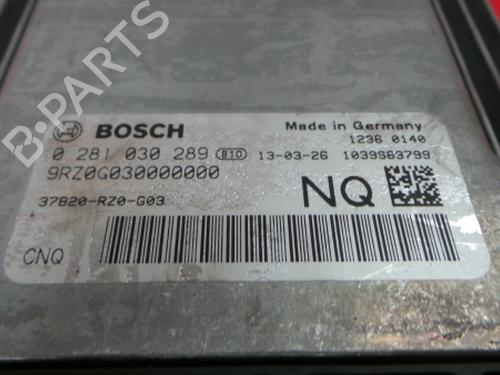 B-PARTS
BOSCH
Made in Germany
1236 0140
0 281 030 289 B1D 13-03-26 1039S63799
9RZ0G030000000
NQ
37820-RZ0-G03
CNQ